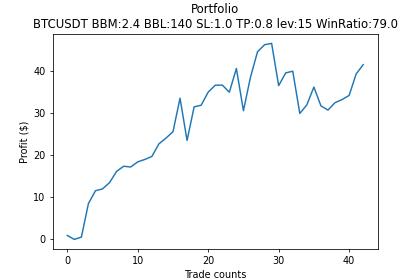 Portfolio
BTCUSDT BBM:2.4 BBL:140 SL:1.0 TP:0.8 lev:15 WinRatio:79.0
40
30
20
10
0
Profit ($)
0 10 20 30 40
Trade counts